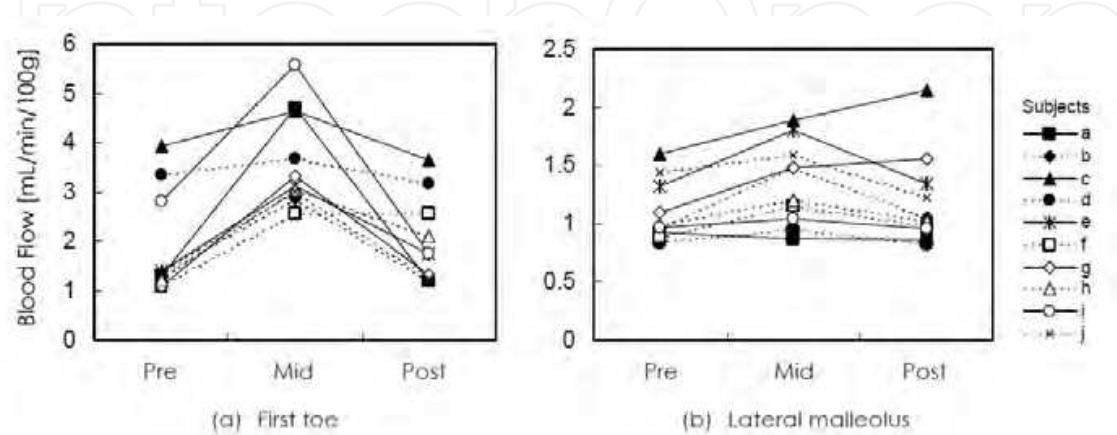 Blood Flow [mL/min/100g]
6
5
4
3
2
1
0
Pre Mid Post
(a) First toe
2.5
2
1.5
1
0.5
0
Pre Mid Post
(b) Lateral malleolus
Subjects
a
b
c
d
e
f
g
h
i
j